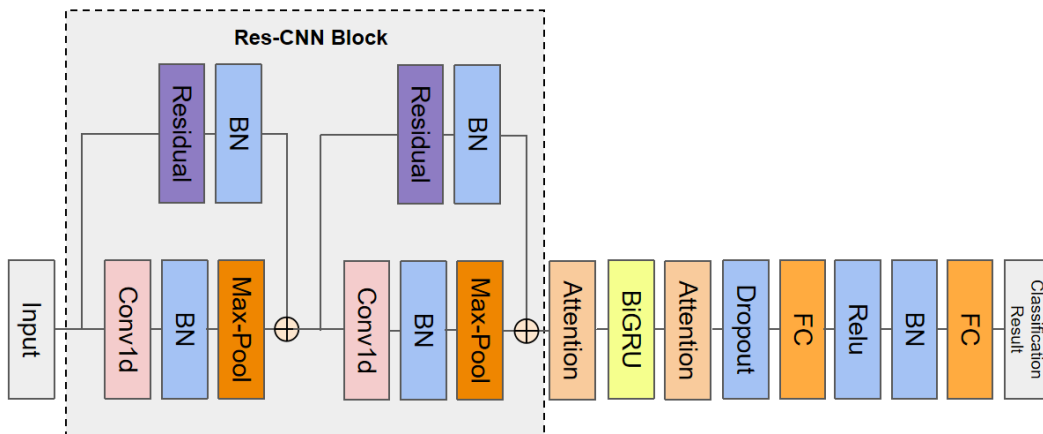 Res-CNN Block
Residual
BN
Residual
BN
Input
Conv1d
BN
Max-Pool
Conv1d
BN
Max-Pool
Attention
BiGRU
Attention
Dropout
FC
Relu
BN
FC
Classification
Result